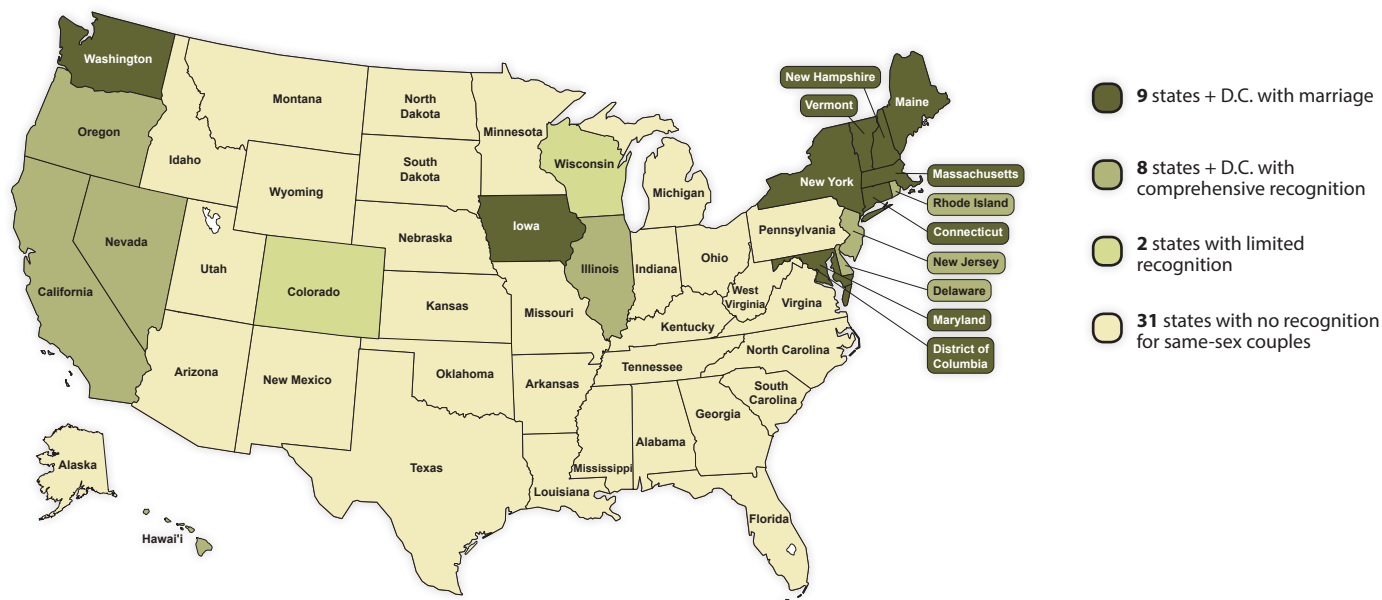 Washington
Oregon
California
Nevada
Idaho
Montana
Wyoming
Utah
Colorado
Arizona
New Mexico
North
Dakota
South
Dakota
Nebraska
Kansas
Oklahoma
Texas
Minnesota
Iowa
Missouri
Arkansas
Louisiana
Wisconsin
Illinois
Michigan
Indiana
Ohio
Kentucky
Tennessee
Mississippi
Alabama
Georgia
Florida
South
Carolina
North Carolina
Virgina
West
Virginia
Pennsylvania
New York
Vermont
New Hampshire
Maine
Massachusetts
Rhode Island
Connecticut
New Jersey
Delaware
Maryland
District of
Columbia
Alaska
Hawai'i
9 states + D.C. with marriage
8 states + D.C. with
comprehensive recognition
2 states with limited
recognition
31 states with no recognition
for same-sex couples